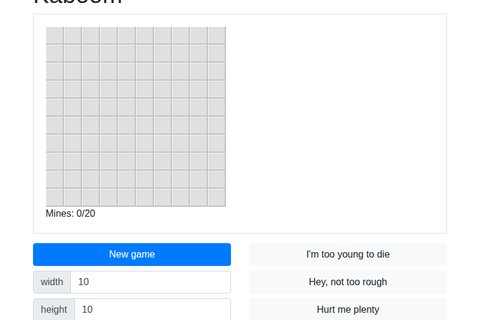 Mines: 0/20
New game
I'm too young to die
width 10
Hey, not too rough
height 10
Hurt me plenty